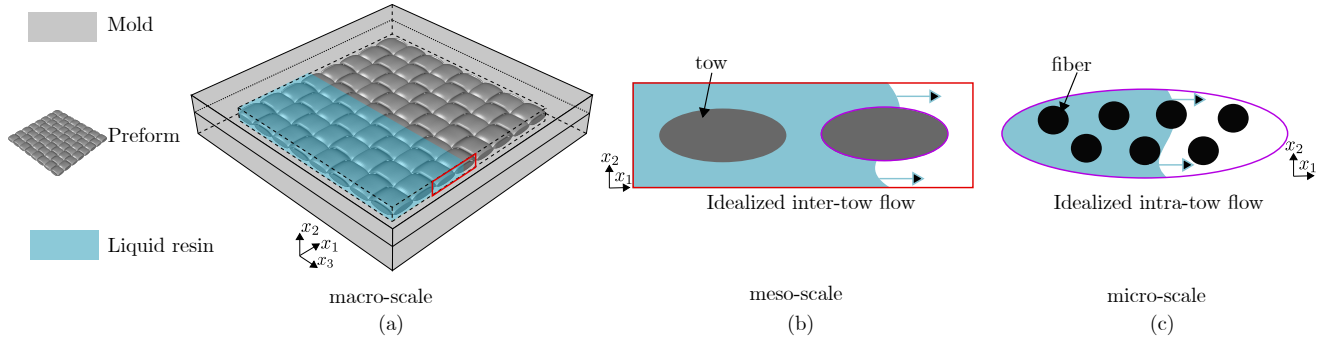 Mold
Preform
Liquid resin
x2
x1
x3
macro-scale
(a)
tow
x2
x1
Idealized inter-tow flow
meso-scale
(b)
fiber
x2
x1
Idealized intra-tow flow
micro-scale
(c)